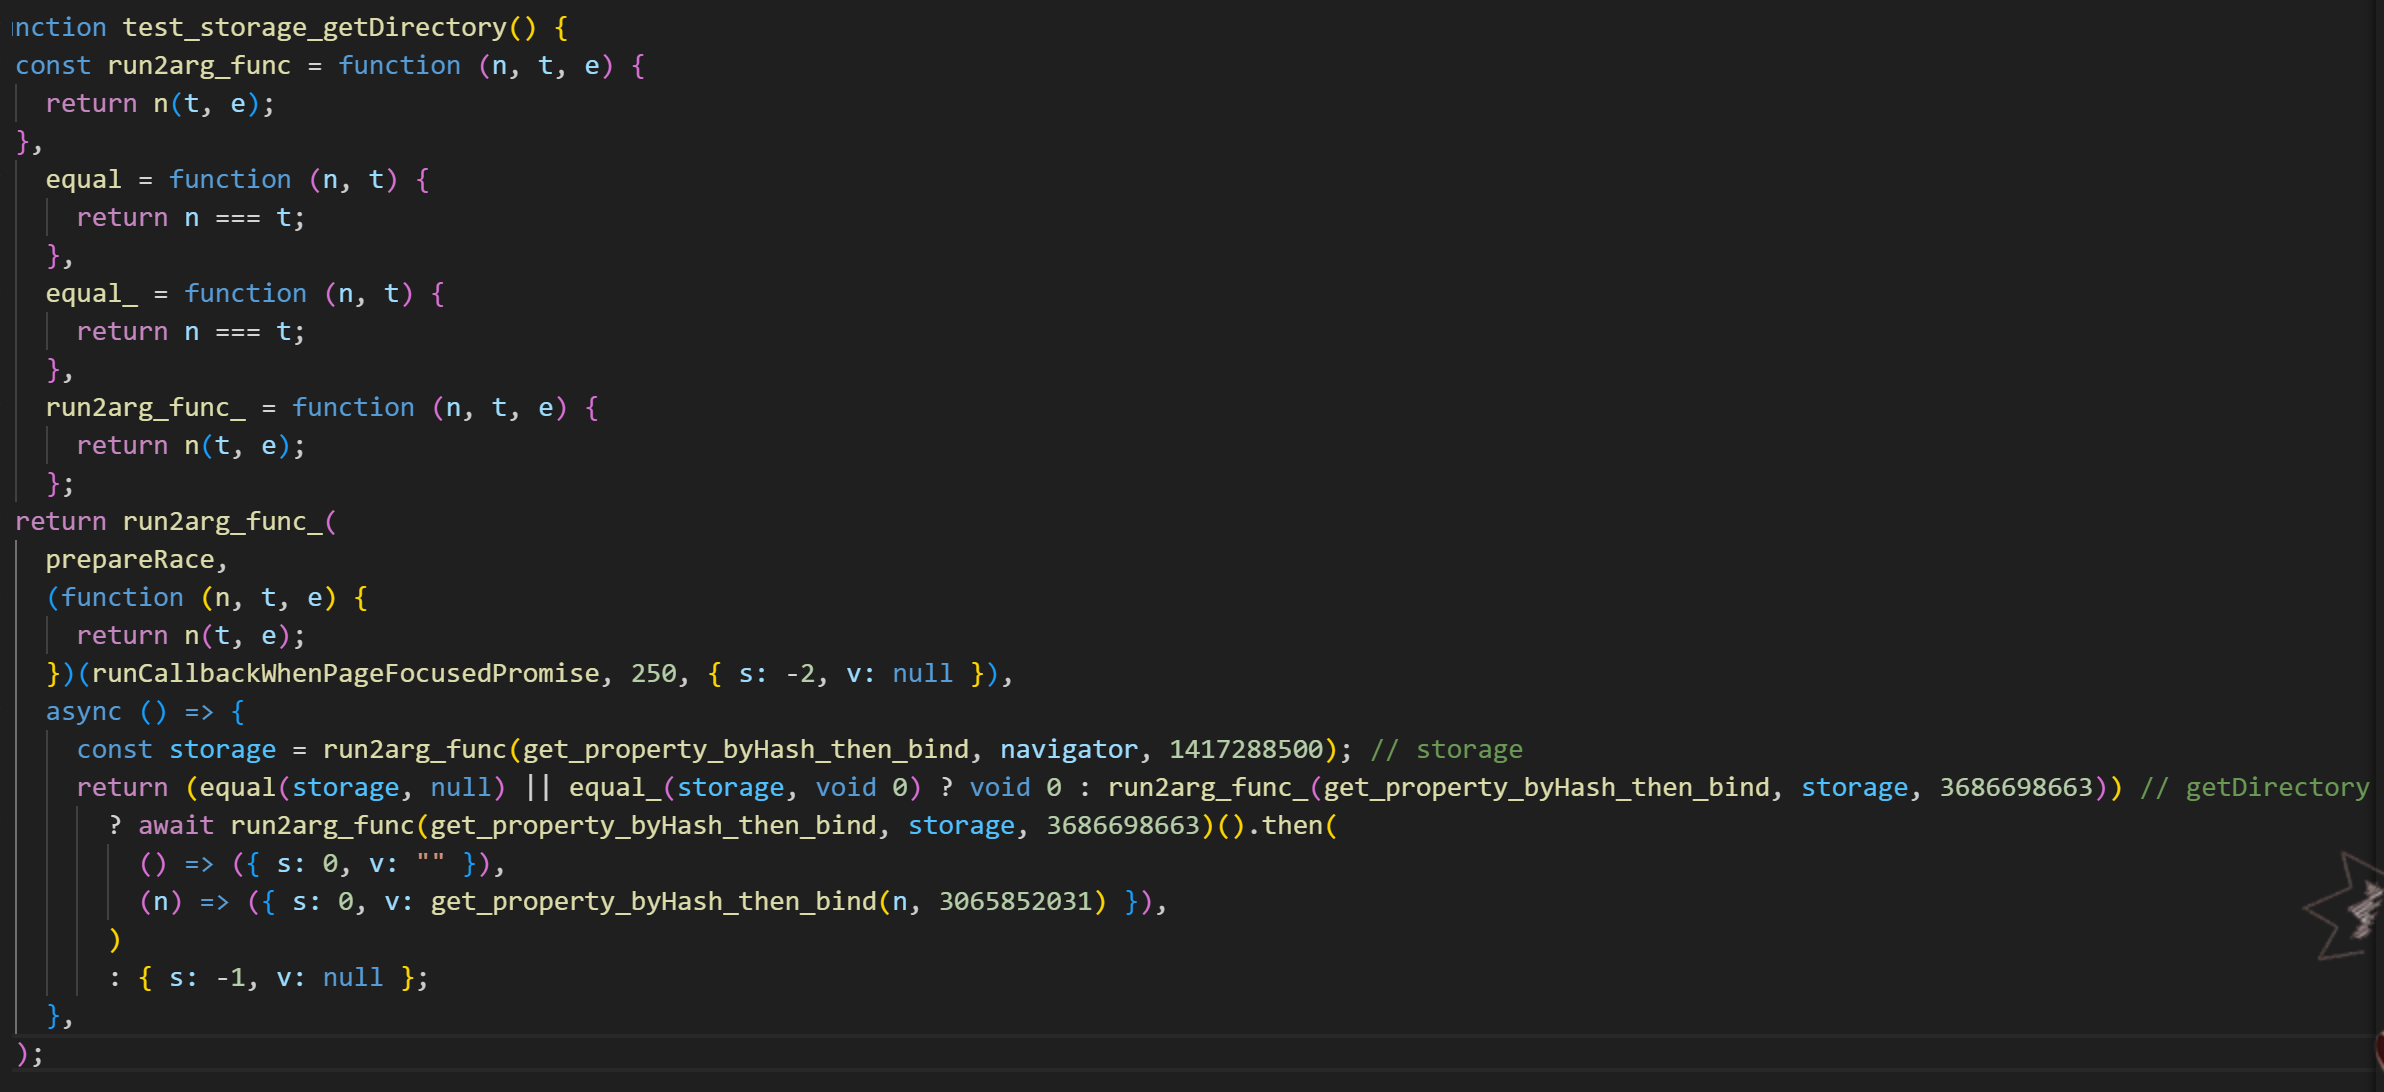 nction test_storage_getDirectory() {
const run2arg_func = function (n, t, e) {
return n(t, e);
},
equal = function (n, t) {
return n === t;
},
equal_ = function (n, t) {
return n === t;
},
run2arg_func_ = function (n, t, e) {
return n(t, e);
};
return run2arg_func_(
prepareRace,
(function (n, t, e) {
return n(t, e);
})(runCallbackWhenPageFocusedPromise, 250, { s: -2, v: null }),
async () => {
const storage = run2arg_func(get_property_byHash_then_bind, navigator, 1417288500); // storage
return (equal(storage, null) || equal_(storage, void 0) ? void 0 : run2arg_func_(get_property_byHash_then_bind, storage, 3686698663)) // getDirectory
? await run2arg_func(get_property_byHash_then_bind, storage, 3686698663)().then(
() => ({ s: 0, v: "" }),
(n) => ({ s: 0, v: get_property_byHash_then_bind(n, 3065852031) }),
)
: { s: -1, v: null };
},
);